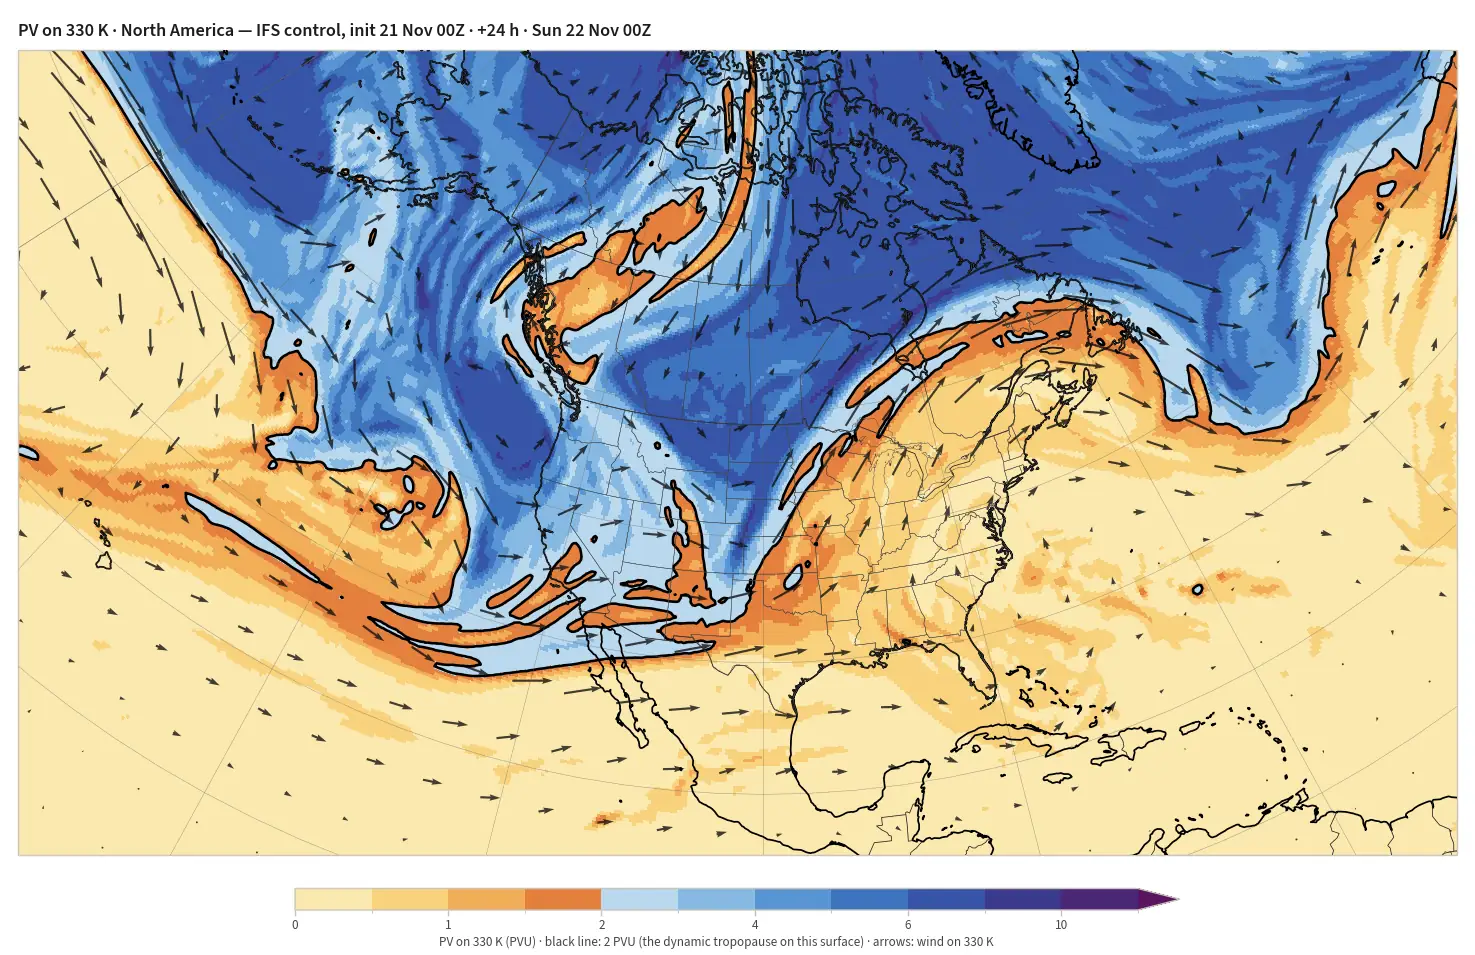 PV on 330 K · North America — IFS control, init 21 Nov 00Z · +24 h · Sun 22 Nov 00Z
0 1 2 4 6 10
PV on 330 K (PVU) · black line: 2 PVU (the dynamic tropopause on this surface) · arrows: wind on 330 K